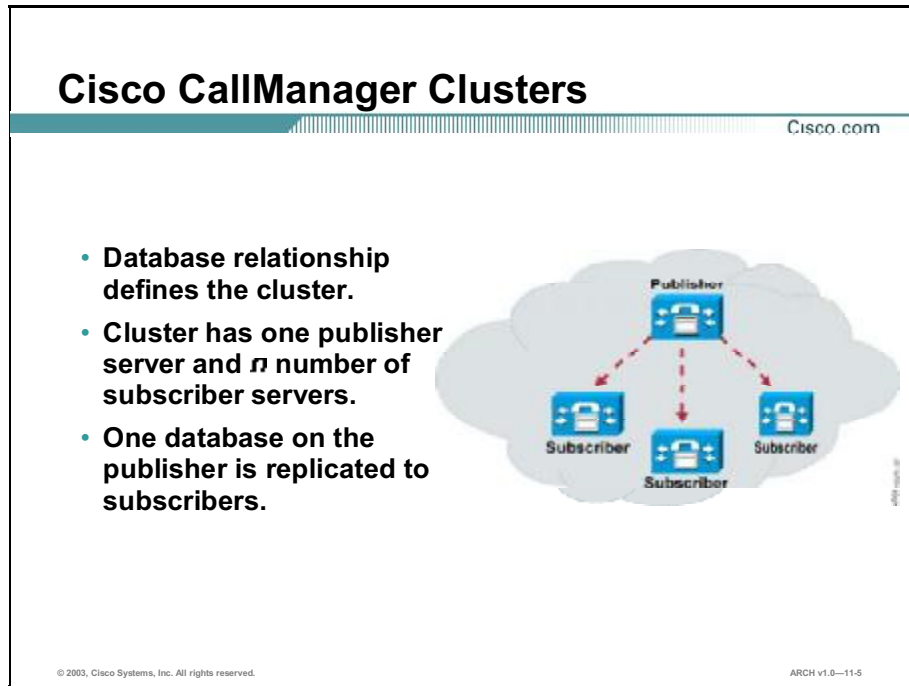 Cisco CallManager Clusters
Cisco.com
• Database relationship
defines the cluster.
• Cluster has one publisher
server and n number of
subscriber servers.
• One database on the
publisher is replicated to
subscribers.
Publisher
Subscriber
Subscriber
Subscriber
© 2003, Cisco Systems, Inc. All rights reserved.
ARCH v1.0—11-5